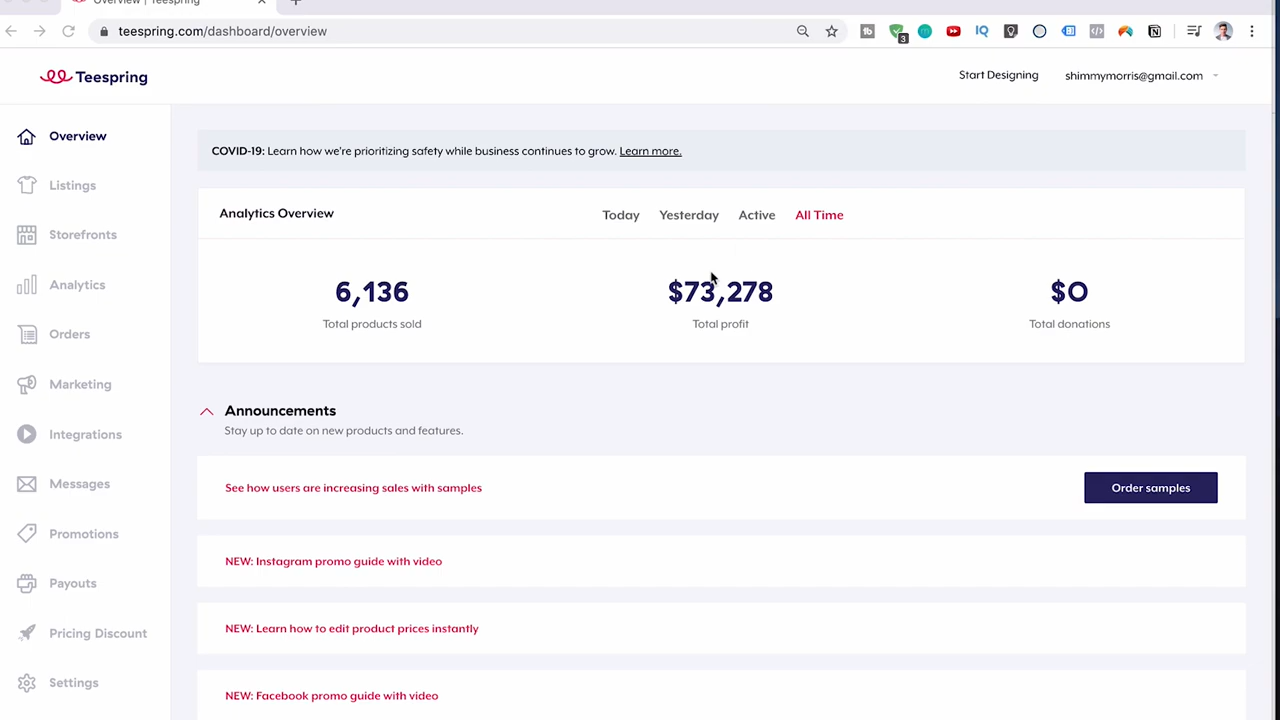 Overview | Teespring
teespring.com/dashboard/overview
3
Teespring
Start Designing
shimmymorris@gmail.com
Overview
Listings
Storefronts
Analytics
Orders
Marketing
Integrations
Messages
Promotions
Payouts
Pricing Discount
Settings
COVID-19: Learn how we're prioritizing safety while business continues to grow. Learn more.
Analytics Overview
Today Yesterday Active All Time
6,136 $73,278 $0
Total products sold Total profit Total donations
Announcements
Stay up to date on new products and features.
See how users are increasing sales with samples
Order samples
NEW: Instagram promo guide with video
NEW: Learn how to edit product prices instantly
NEW: Facebook promo guide with video